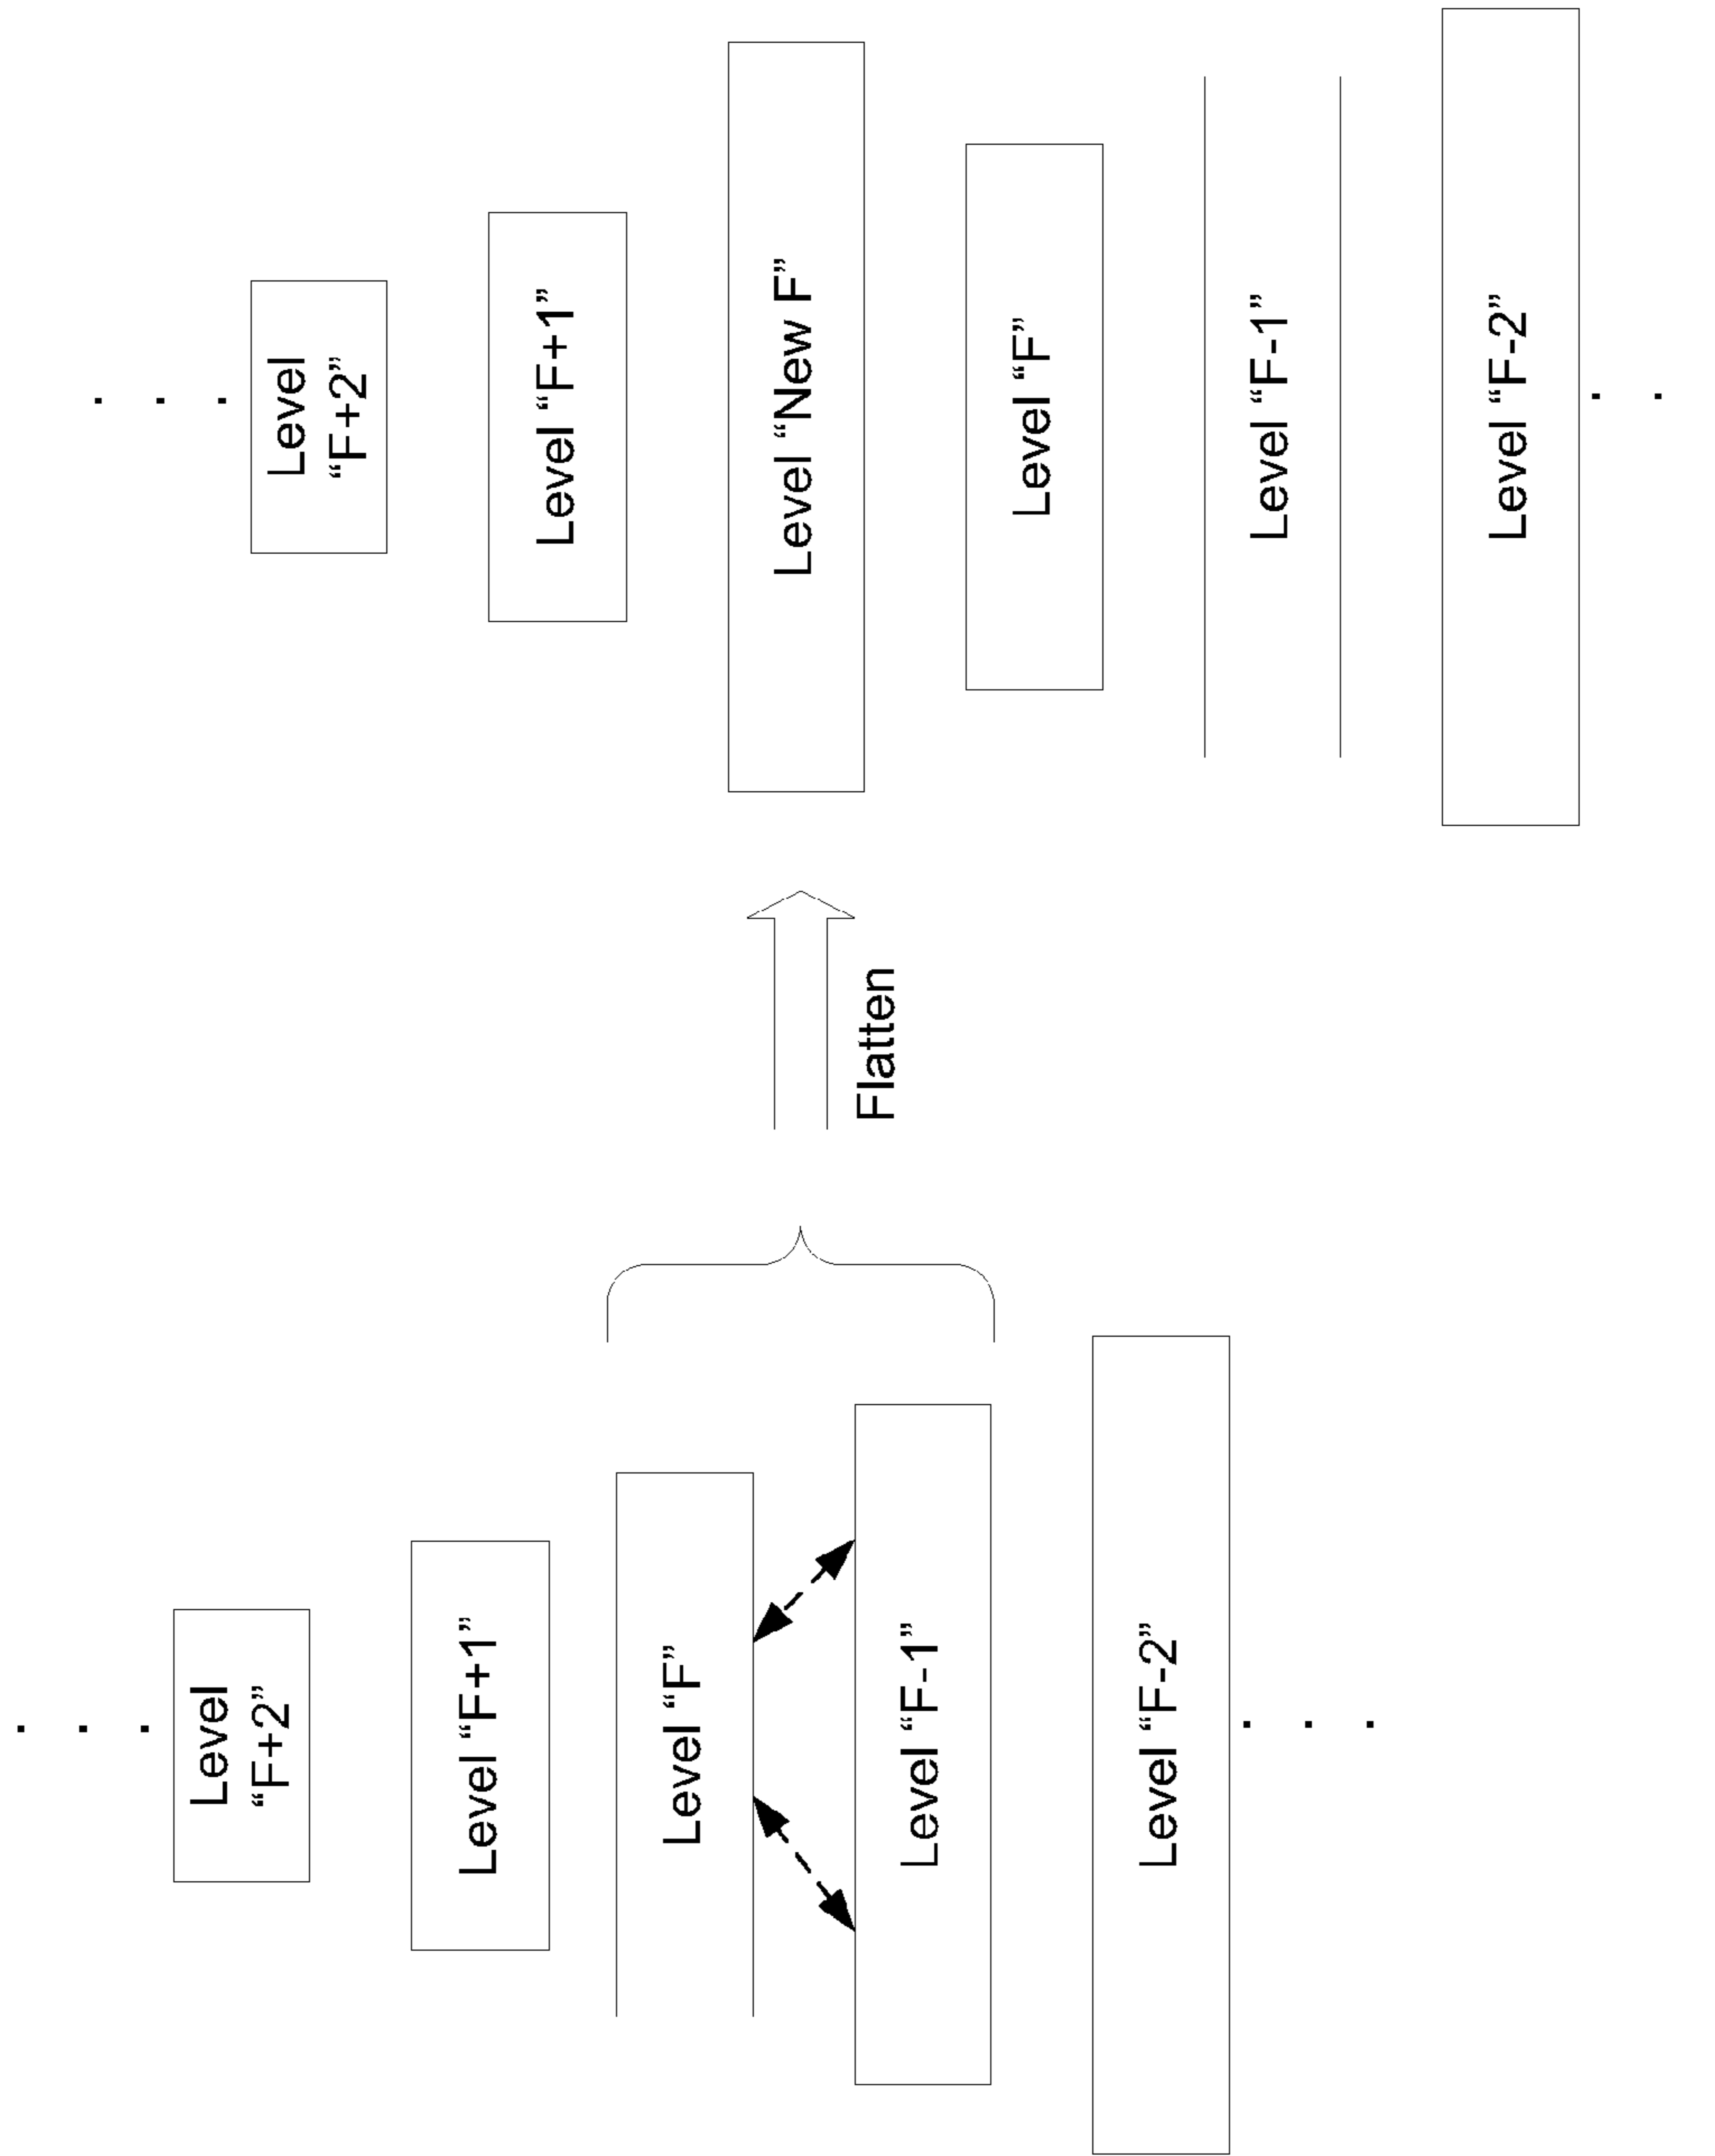 Level
“F+2”
Level “F+1”
Level “F”
Level “F-1”
Level “F-2”
Flatten
Level
“F+2”
Level “F+1”
Level “New F”
Level “F”
Level “F-1”
Level “F-2”